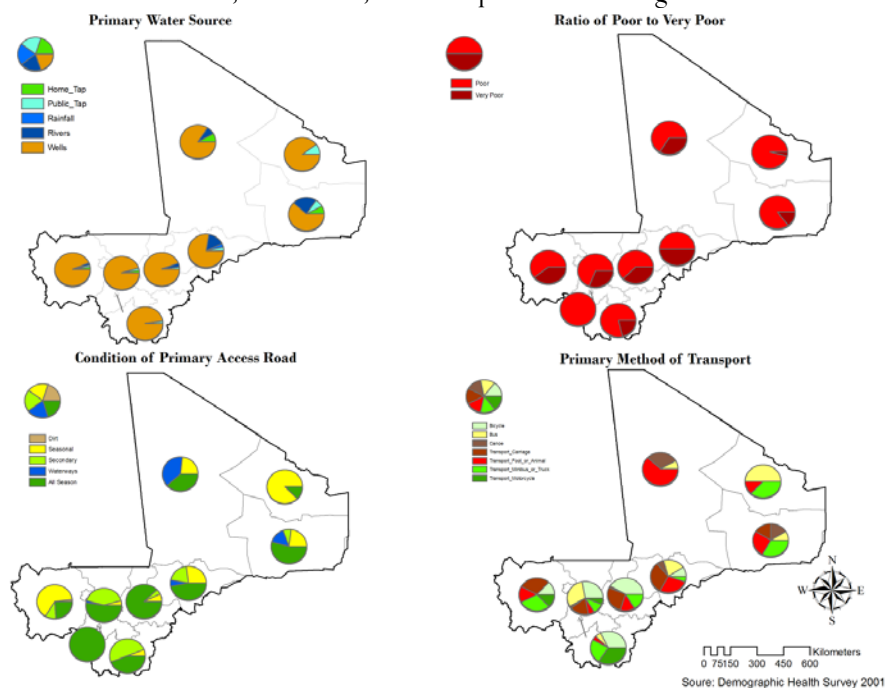 Primary Water Source
Home_Tap
Public_Tap
Rainfall
Rivers
Wells
Ratio of Poor to Very Poor
Poor
Very Poor
Condition of Primary Access Road
Dirt
Seasonal
Secondary
Waterways
All Season
Primary Method of Transport
Bicycle
Bus
Canoe
Transport_Carriage
Transport_Foot_or_Animal
Transport_Minibus_or_Truck
Transport_Motorcycle
N
W E
S
Kilometers
0 75150 300 450 600
Soure: Demographic Health Survey 2001